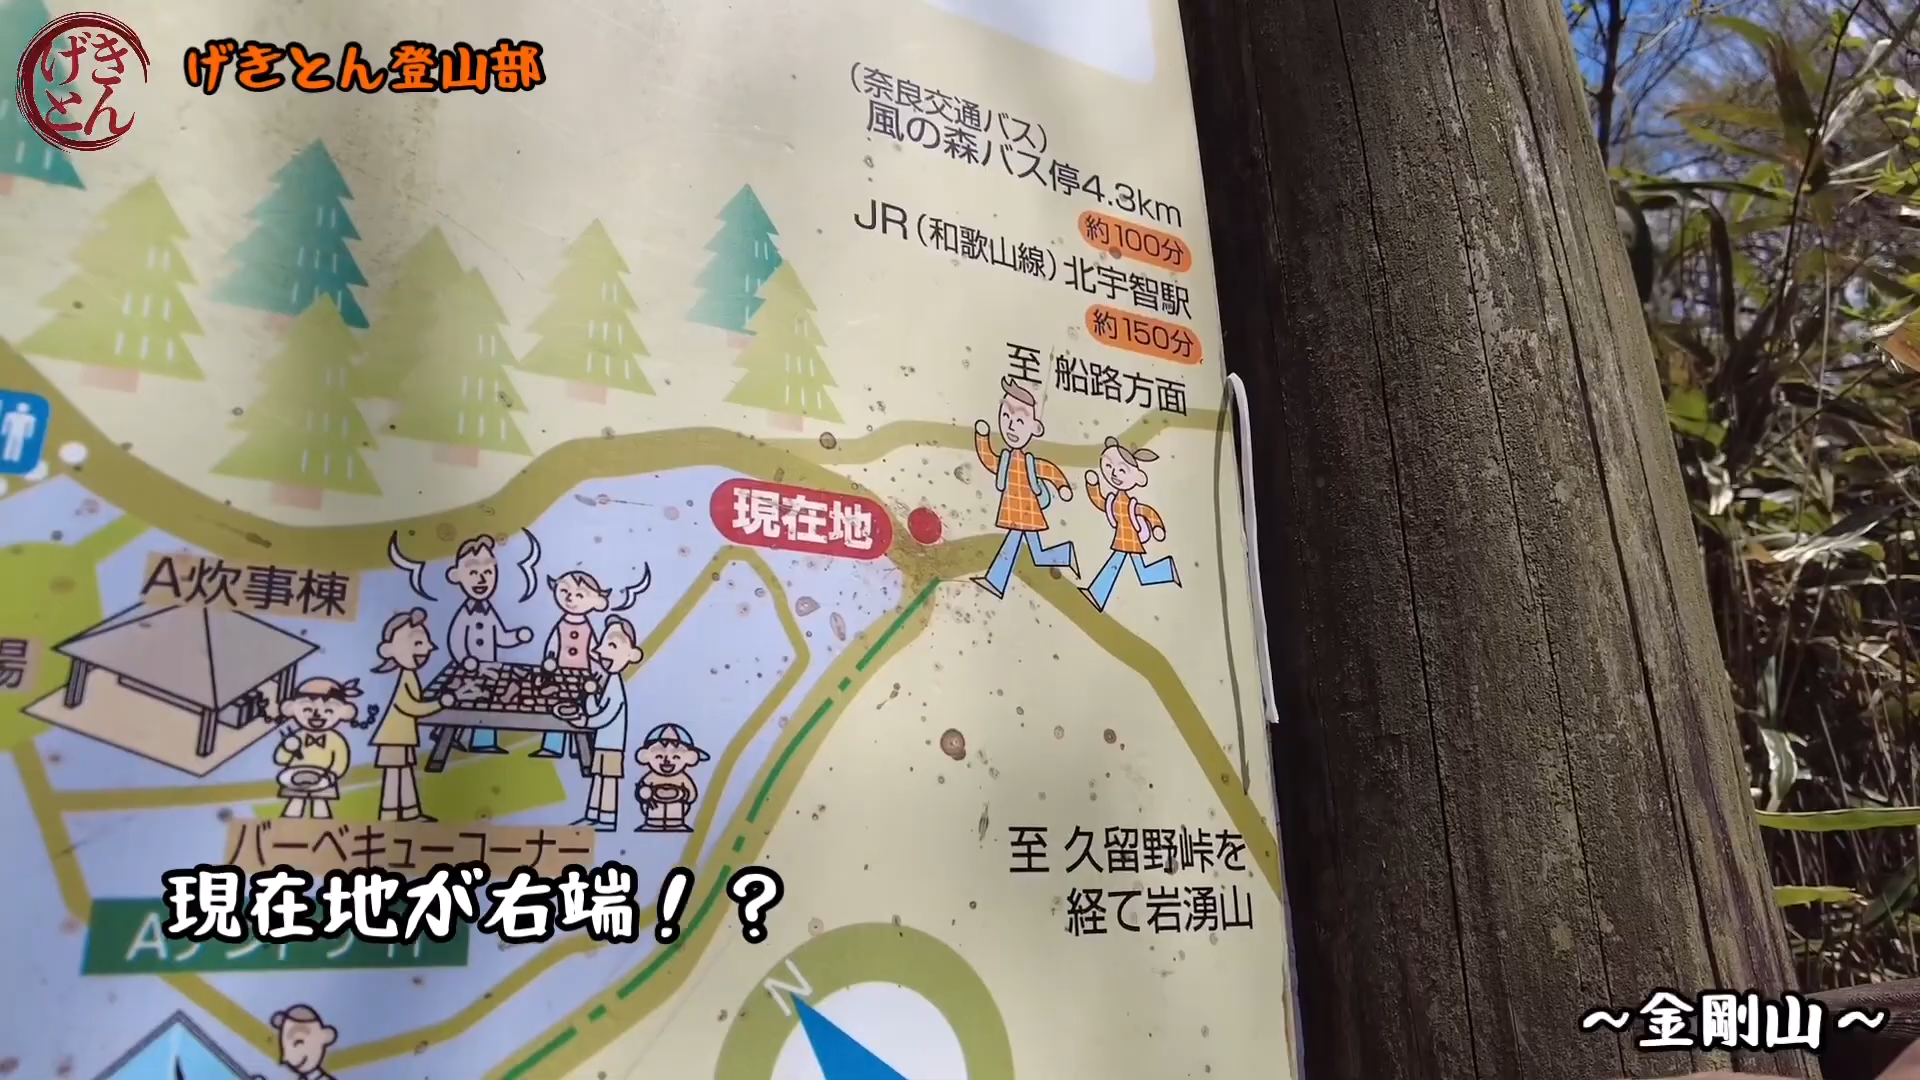 げきとん
げきとん登山部
(奈良交通バス)
風の森バス停4.3km
約100分
JR(和歌山線)北宇智駅
約150分
至 船路方面
現在地
A炊事棟
場
バーベキューコーナー
現在地が右端！？
至 久留野峠を
経て岩湧山
N
～金剛山～